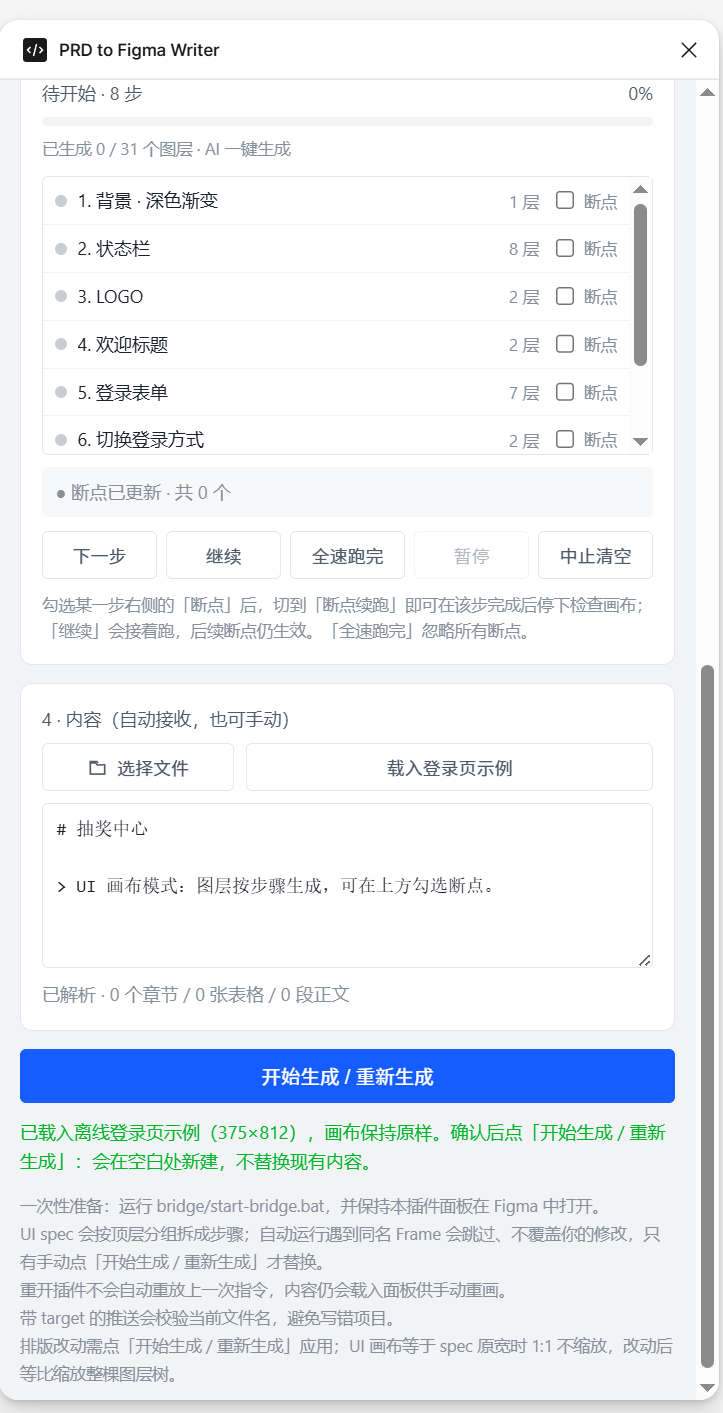 PRD to Figma Writer
待开始 · 8 步 0%
已生成 0 / 31 个图层 · AI 一键生成
1. 背景 · 深色渐变 1 层 断点
2. 状态栏 8 层 断点
3. LOGO 2 层 断点
4. 欢迎标题 2 层 断点
5. 登录表单 7 层 断点
6. 切换登录方式 2 层 断点
● 断点已更新 · 共 0 个
下一步 继续 全速跑完 暂停 中止清空
勾选某一步右侧的「断点」后，切到「断点续跑」即可在该步完成后停下检查画布；
「继续」会接着跑，后续断点仍生效。「全速跑完」忽略所有断点。
4 · 内容（自动接收，也可手动）
选择文件 载入登录页示例
# 抽奖中心
> UI 画布模式：图层按步骤生成，可在上方勾选断点。
已解析 · 0 个章节 / 0 张表格 / 0 段正文
开始生成 / 重新生成
已载入离线登录页示例（375×812），画布保持原样。确认后点「开始生成 / 重新
生成」：会在空白处新建，不替换现有内容。
一次性准备：运行 bridge/start-bridge.bat，并保持本插件面板在 Figma 中打开。
UI spec 会按顶层分组拆成步骤；自动运行遇到同名 Frame 会跳过、不覆盖你的修改，只
有手动点「开始生成 / 重新生成」才替换。
重开插件不会自动重放上一次指令，内容仍会载入面板供手动重画。
带 target 的推送会校验当前文件名，避免写错项目。
排版改动需点「开始生成 / 重新生成」应用；UI 画布等于 spec 原宽时 1:1 不缩放，改动后
等比缩放整棵图层树。